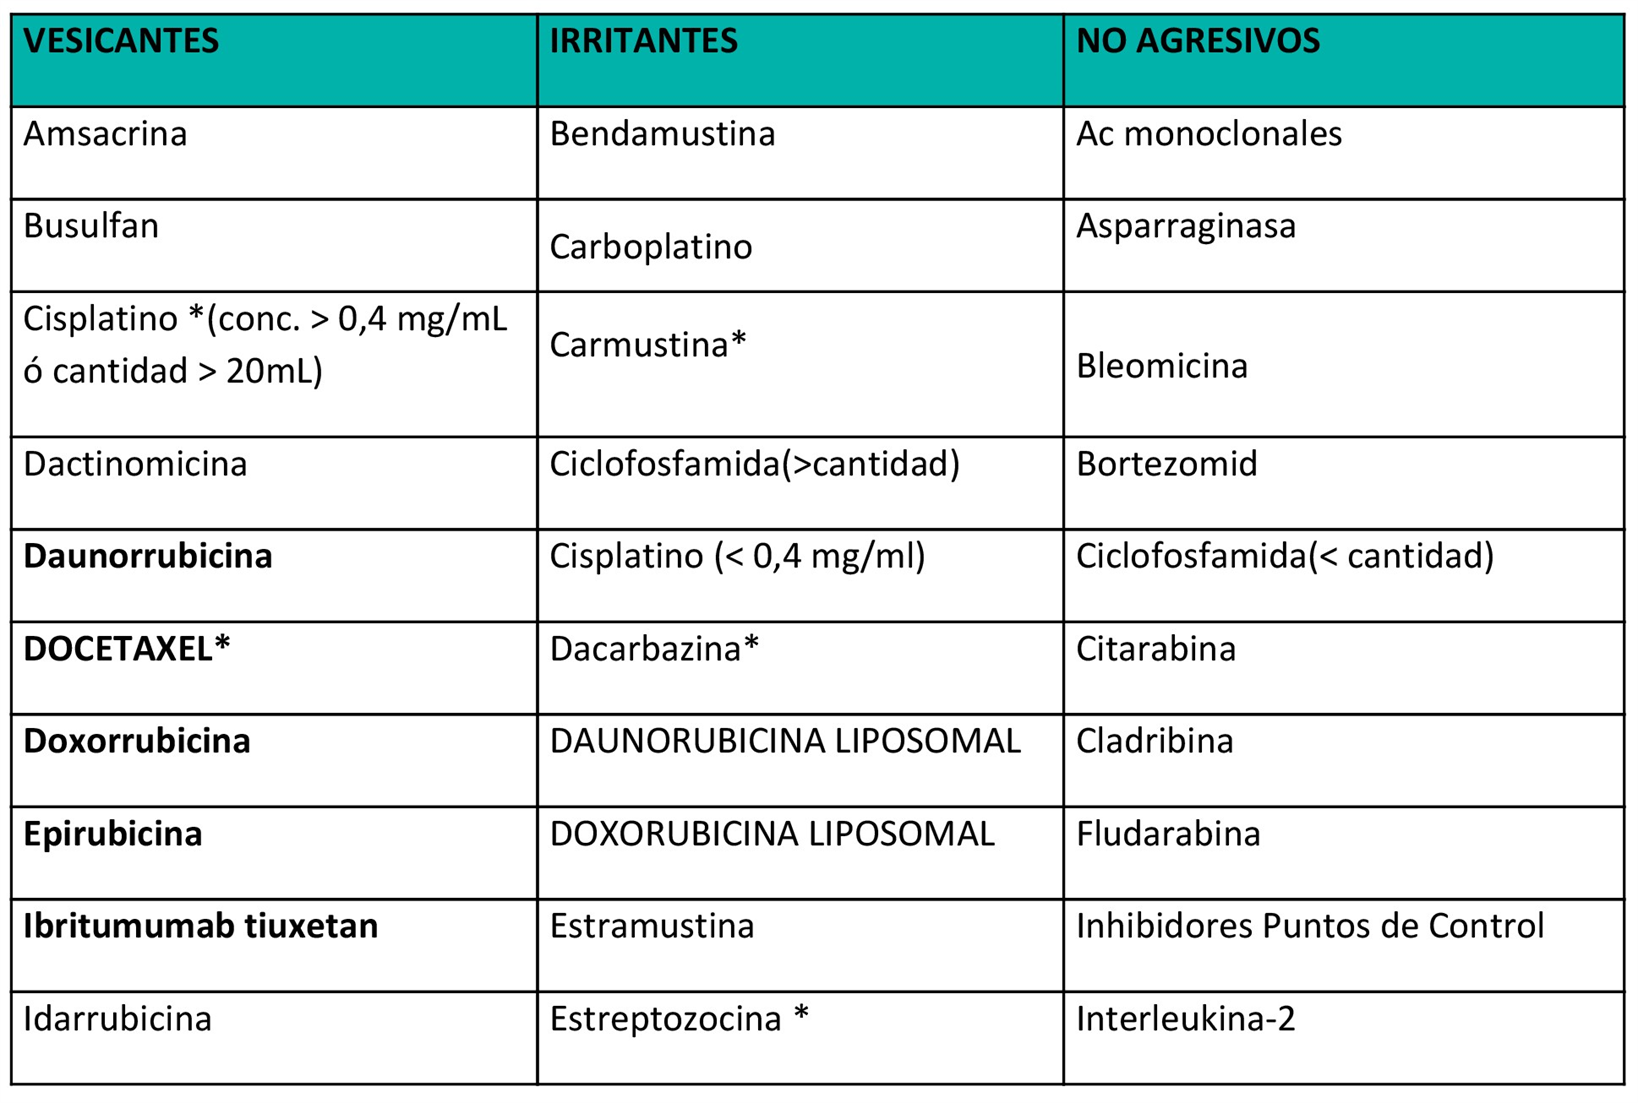 VESICANTES IRRITANTES NO AGRESIVOS
Amsacrina Bendamustina Ac monoclonales
Busulfan Carboplatino Asparraginasa
Cisplatino *(conc. > 0,4 mg/mL
ó cantidad > 20mL) Carmustina* Bleomicina
Dactinomicina Ciclofosfamida(>cantidad) Bortezomid
Daunorrubicina Cisplatino (< 0,4 mg/ml) Ciclofosfamida(< cantidad)
DOCETAXEL* Dacarbazina* Citarabina
Doxorrubicina DAUNORUBICINA LIPOSOMAL Cladribina
Epirubicina DOXORUBICINA LIPOSOMAL Fludarabina
Ibritumumab tiuxetan Estramustina Inhibidores Puntos de Control
Idarrubicina Estreptozocina * Interleukina-2